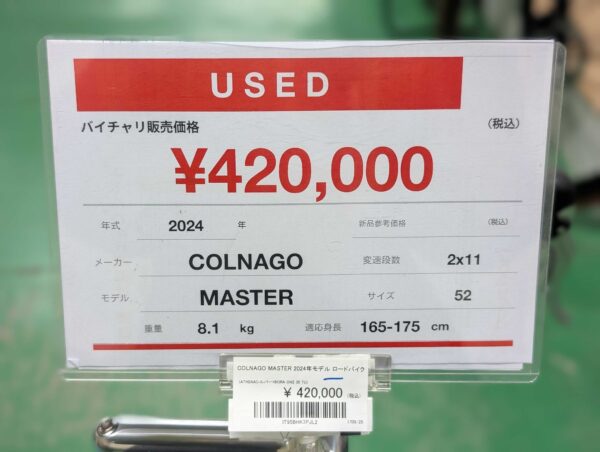 USED
バイチャリ販売価格 (税込)
¥420,000
年式 2024 年 新品参考価格 (税込)
メーカー COLNAGO 変速段数 2x11
モデル MASTER サイズ 52
重量 8.1 kg 適応身長 165-175 cm
COLNAGO MASTER 2024年モデル ロードバイク
¥ 420,000 (税込)